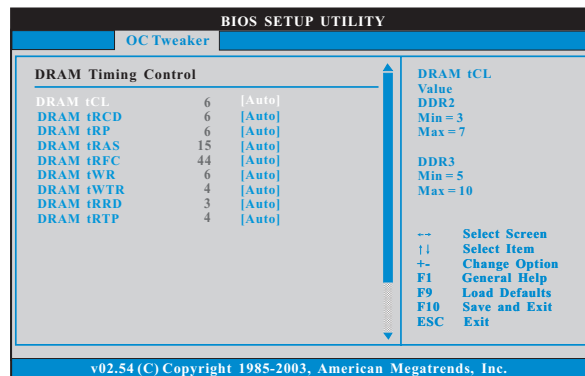 BIOS SETUP UTILITY
OC Tweaker
DRAM Timing Control
DRAM tCL 6 [Auto]
DRAM tRCD 6 [Auto]
DRAM tRP 6 [Auto]
DRAM tRAS 15 [Auto]
DRAM tRFC 44 [Auto]
DRAM tWR 6 [Auto]
DRAM tWTR 4 [Auto]
DRAM tRRD 3 [Auto]
DRAM tRTP 4 [Auto]
DRAM tCL
Value
DDR2
Min = 3
Max = 7
DDR3
Min = 5
Max = 10
←→ Select Screen
↑↓ Select Item
+- Change Option
F1 General Help
F9 Load Defaults
F10 Save and Exit
ESC Exit
v02.54 (C) Copyright 1985-2003, American Megatrends, Inc.